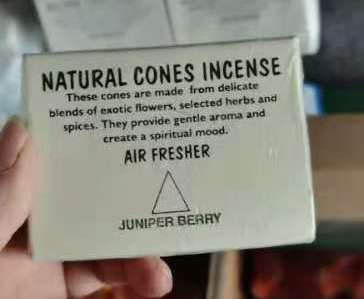 NATURAL CONES INCENSE
These cones are made from delicate
blends of exotic flowers, selected herbs and
spices. They provide gentle aroma and
create a spiritual mood.
AIR FRESHER
JUNIPER BERRY